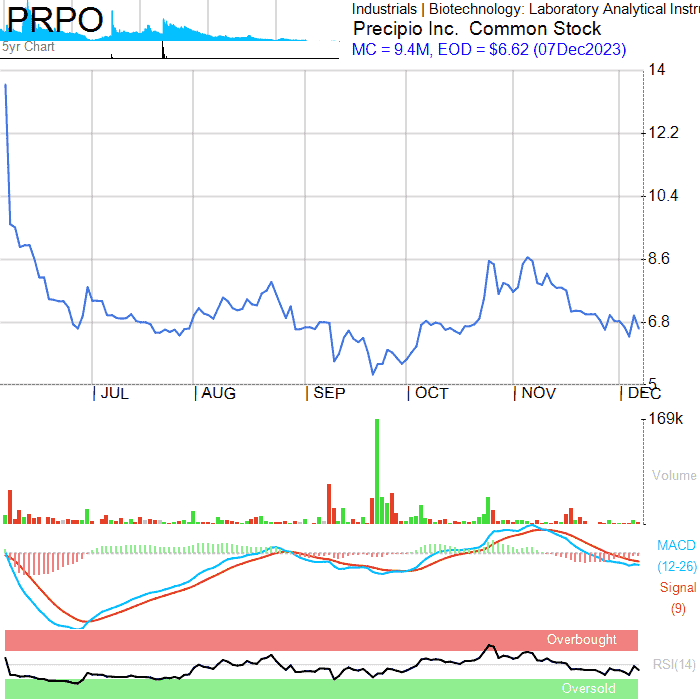 PRPO
5yr Chart
Industrials | Biotechnology: Laboratory Analytical Instru
Precipio Inc. Common Stock
MC = 9.4M, EOD = $6.62 (07Dec2023)
14
12.2
10.4
8.6
6.8
5
JUL
AUG
SEP
OCT
NOV
DEC
169k
Volume
MACD
(12-26)
Signal
(9)
Overbought
RSI(14)
Oversold